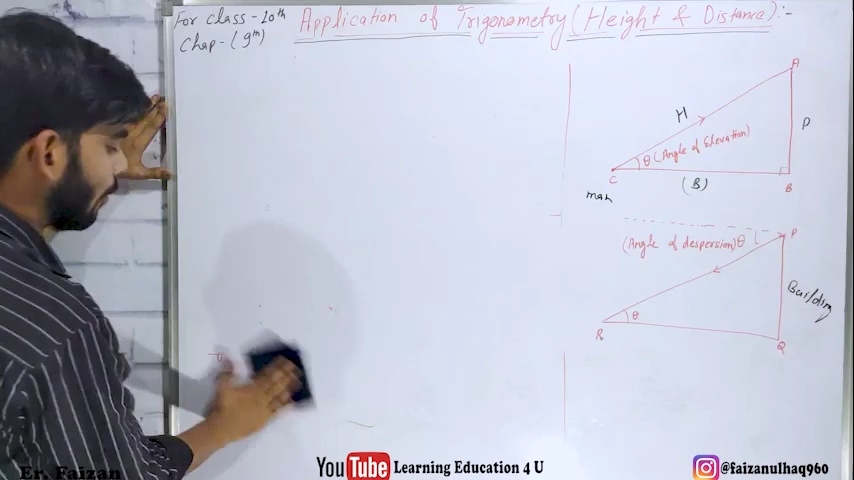 For Class - 10th
Chap - (9th)
Application of Trigonometry (Height & Distance) :-
A
H
P
θ (Angle of Elevation)
C
(B)
B
man
(Angle of despersion) θ
P
Building
θ
R
Q
Er. Faizan
YouTube Learning Education 4 U
@faizanulhaq960